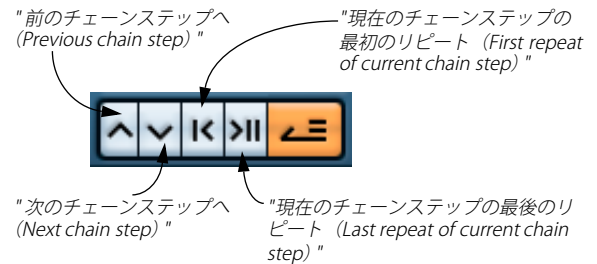 "前のチェーンステップへ
(Previous chain step) "
"現在のチェーンステップの
最初のリピート（First repeat
of current chain step）"
"次のチェーンステップへ
(Next chain step) "
"現在のチェーンステップの最後のリ
ピート（Last repeat of current chain
step）"